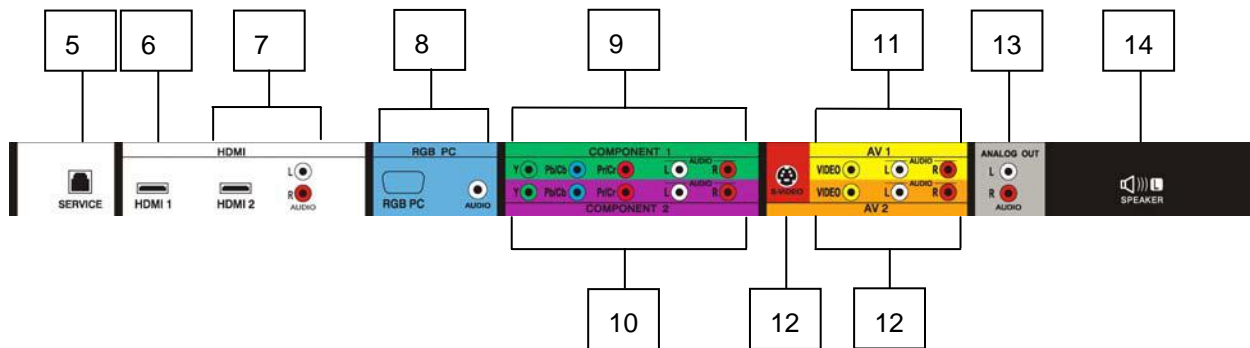 5 6 7 8 9 11 13 14
HDMI RGB PC COMPONENT 1 AV 1 ANALOG OUT
L Y Pb/Cb Pr/Cr L AUDIO R VIDEO L AUDIO R L
SERVICE HDMI 1 HDMI 2 R AUDIO RGB PC AUDIO Y Pb/Cb Pr/Cr L AUDIO R S-VIDEO VIDEO L AUDIO R R AUDIO L SPEAKER
COMPONENT 2 AV 2
10 12 12